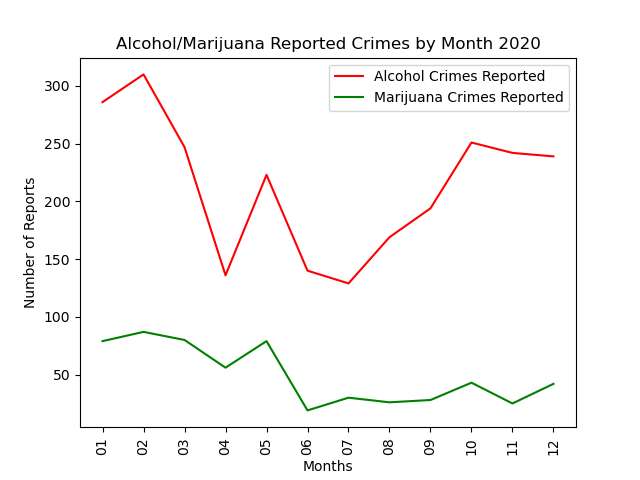 Alcohol/Marijuana Reported Crimes by Month 2020
Alcohol Crimes Reported
Marijuana Crimes Reported
Number of Reports
300
250
200
150
100
50
01 02 03 04 05 06 07 08 09 10 11 12
Months